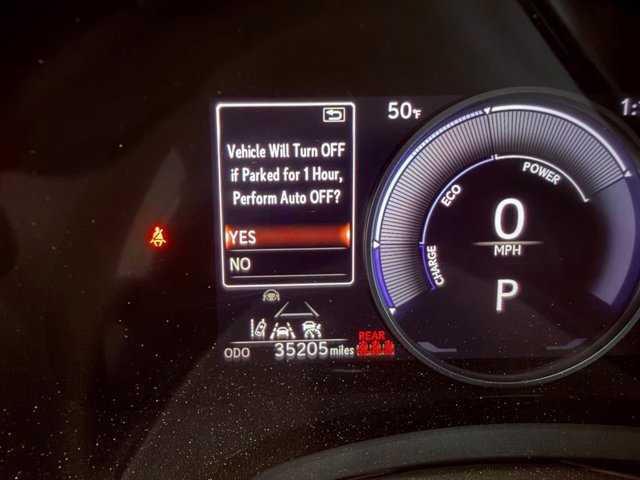 50°F
1:
Vehicle Will Turn OFF
if Parked for 1 Hour,
Perform Auto OFF?
YES
NO
CHARGE
ECO
POWER
0
MPH
P
REAR
ODO 35205 miles